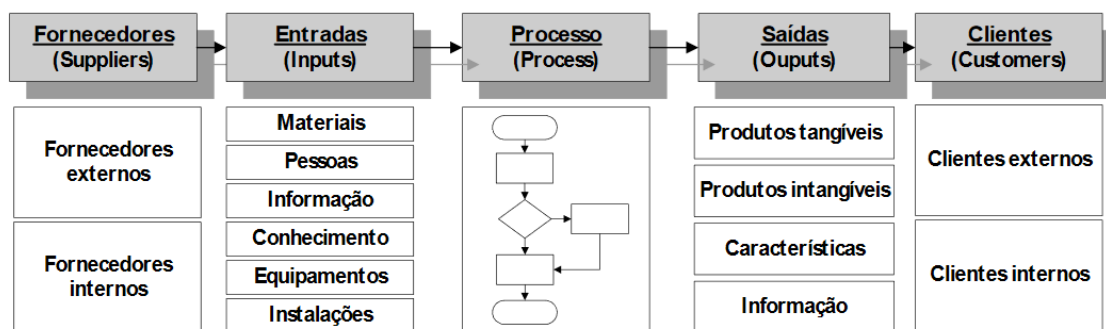 Fornecedores
(Suppliers)
Entradas
(Inputs)
Processo
(Process)
Saídas
(Ouputs)
Clientes
(Customers)
Fornecedores
externos
Fornecedores
internos
Materiais
Pessoas
Informação
Conhecimento
Equipamentos
Instalações
Produtos tangíveis
Produtos intangíveis
Características
Informação
Clientes externos
Clientes internos